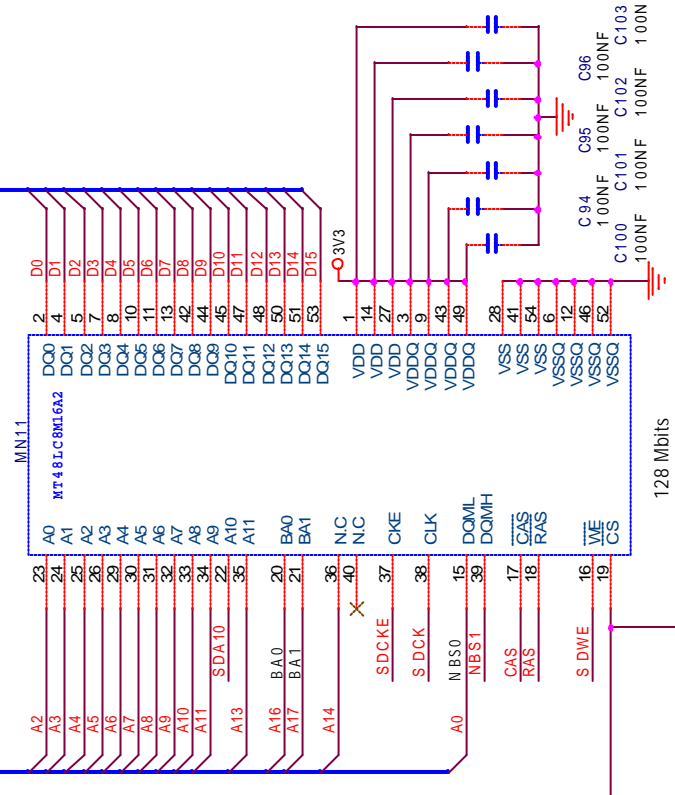 MN11
MT48LC8M16A2
128 Mbits
A2 23 A0
A3 24 A1
A4 25 A2
A5 26 A3
A6 29 A4
A7 30 A5
A8 31 A6
A9 32 A7
A10 33 A8
A11 34 A9
SDA10 22 A10
A13 35 A11
A16 BA0 20 BA0
A17 BA1 21 BA1
A14 36 N.C
40 N.C
SDCKE 37 CKE
SDCK 38 CLK
A0 NBS0 15 DQML
NBS1 39 DQMH
CAS 17 CAS
RAS 18 RAS
SDWE 16 WE
19 CS
DQ0 2 D0
DQ1 4 D1
DQ2 5 D2
DQ3 7 D3
DQ4 8 D4
DQ5 10 D5
DQ6 11 D6
DQ7 13 D7
DQ8 42 D8
DQ9 44 D9
DQ10 45 D10
DQ11 47 D11
DQ12 48 D12
DQ13 50 D13
DQ14 51 D14
DQ15 53 D15
3V3
VDD 1
VDD 14
VDD 27
VDDQ 3
VDDQ 9
VDDQ 43
VDDQ 49
VSS 28
VSS 41
VSS 54
VSSQ 6
VSSQ 12
VSSQ 46
VSSQ 52
C103
100N
C96
100NF
C102
100NF
C95
100NF
C101
100NF
C94
100NF
C100
100NF